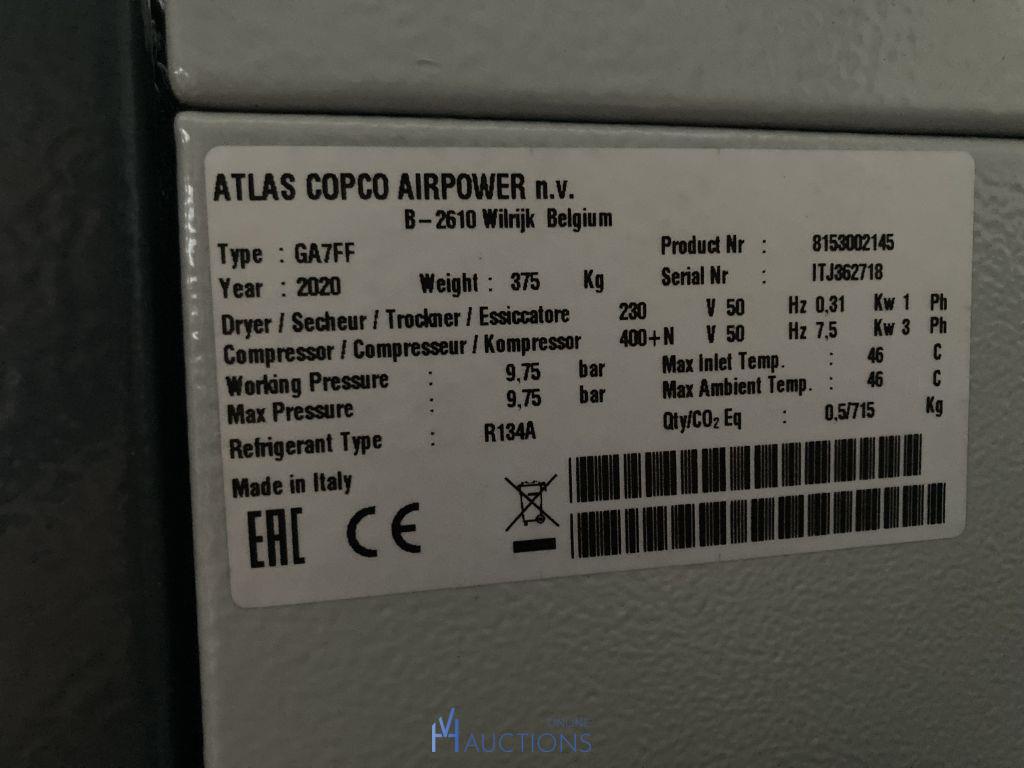 ATLAS COPCO AIRPOWER n.v.
B-2610 Wilrijk Belgium
Type : GA7FF
Product Nr : 8153002145
Year : 2020 Weight : 375 Kg
Serial Nr : ITJ362718
Dryer / Secheur / Trockner / Essiccatore 230 V 50 Hz 0,31 Kw 1 Ph
Compressor / Compresseur / Kompressor 400+N V 50 Hz 7,5 Kw 3 Ph
Working Pressure : 9,75 bar Max Inlet Temp. : 46 C
Max Pressure : 9,75 bar Max Ambient Temp. : 46 C
Refrigerant Type : R134A Qty/CO₂ Eq : 0,5/715 Kg
Made in Italy
EAC CE
VH ONLINE
AUCTIONS